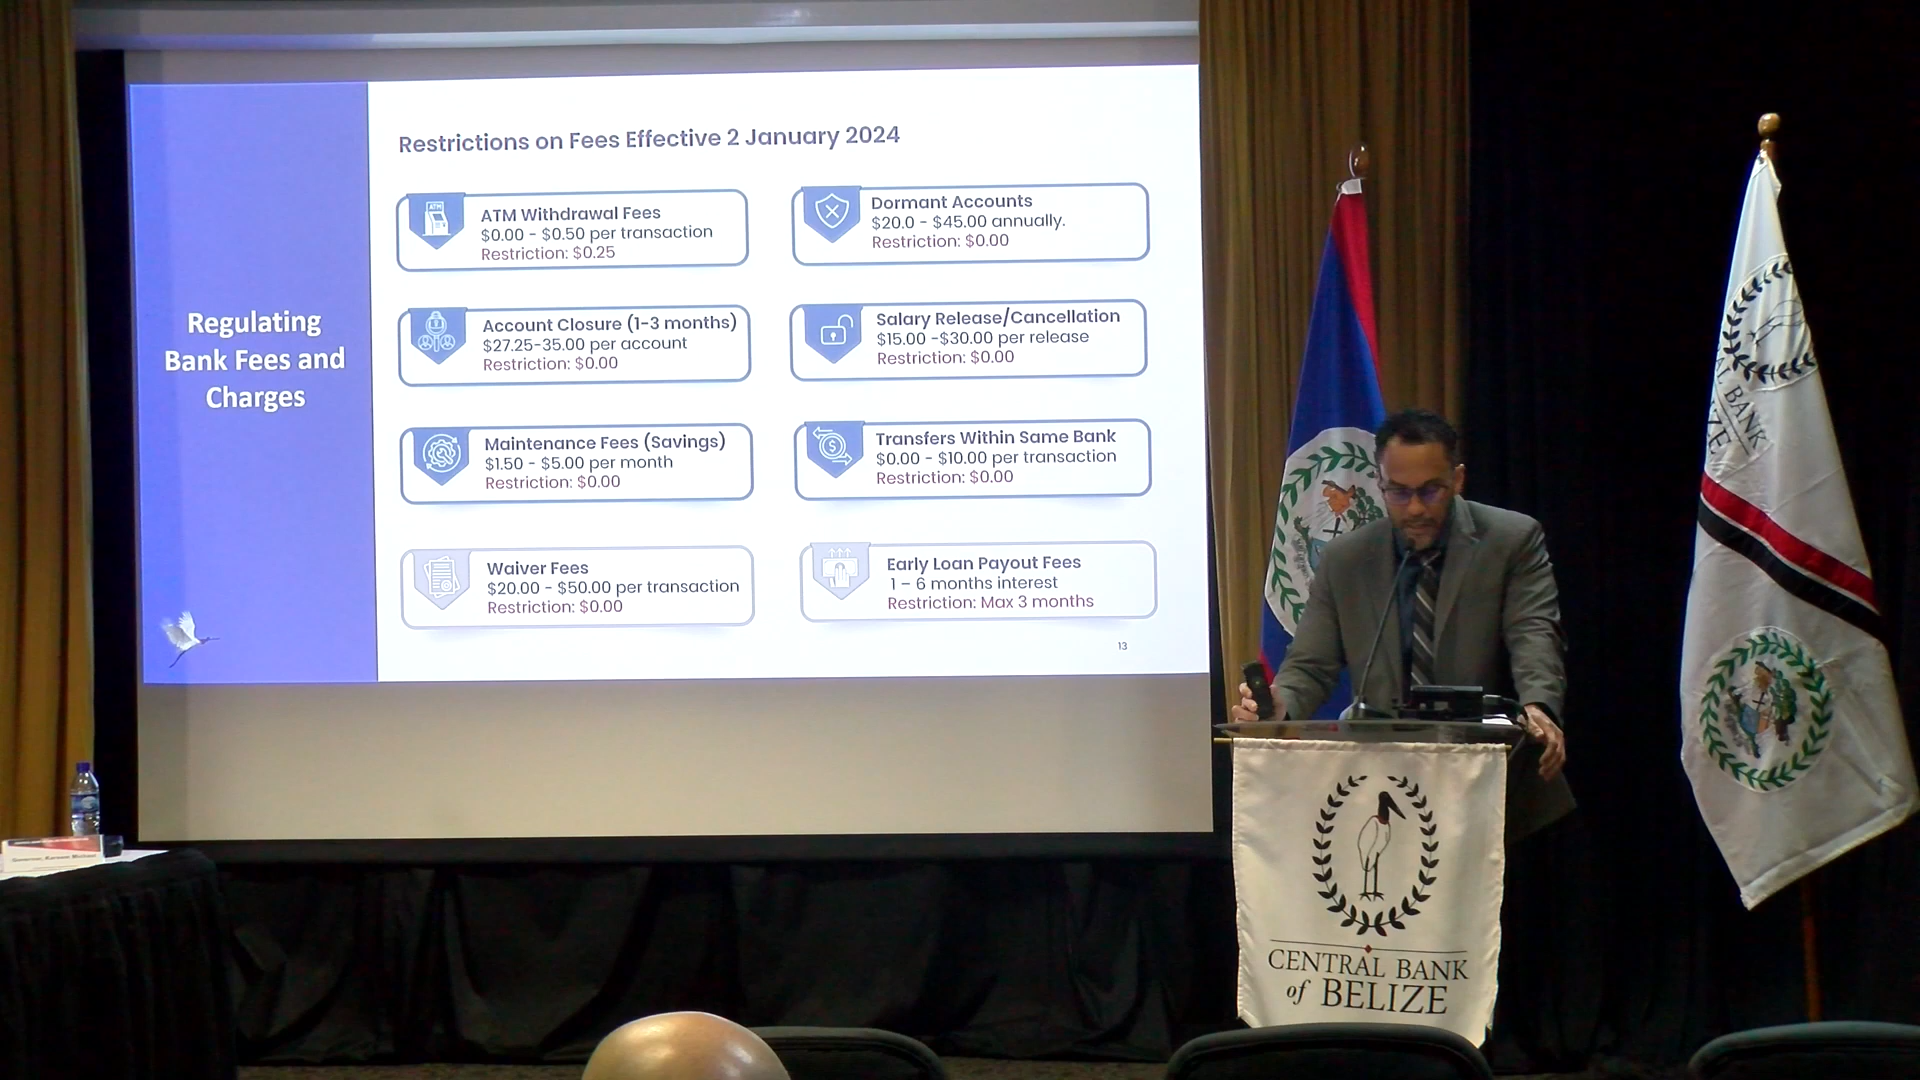 Regulating
Bank Fees and
Charges
Restrictions on Fees Effective 2 January 2024
ATM
ATM Withdrawal Fees
$0.00 - $0.50 per transaction
Restriction: $0.25
Dormant Accounts
$20.0 - $45.00 annually.
Restriction: $0.00
Account Closure (1-3 months)
$27.25-35.00 per account
Restriction: $0.00
Salary Release/Cancellation
$15.00 -$30.00 per release
Restriction: $0.00
Maintenance Fees (Savings)
$1.50 - $5.00 per month
Restriction: $0.00
Transfers Within Same Bank
$0.00 - $10.00 per transaction
Restriction: $0.00
Waiver Fees
$20.00 - $50.00 per transaction
Restriction: $0.00
Early Loan Payout Fees
1 – 6 months interest
Restriction: Max 3 months
13
BANK
CENTRAL BANK
of BELIZE